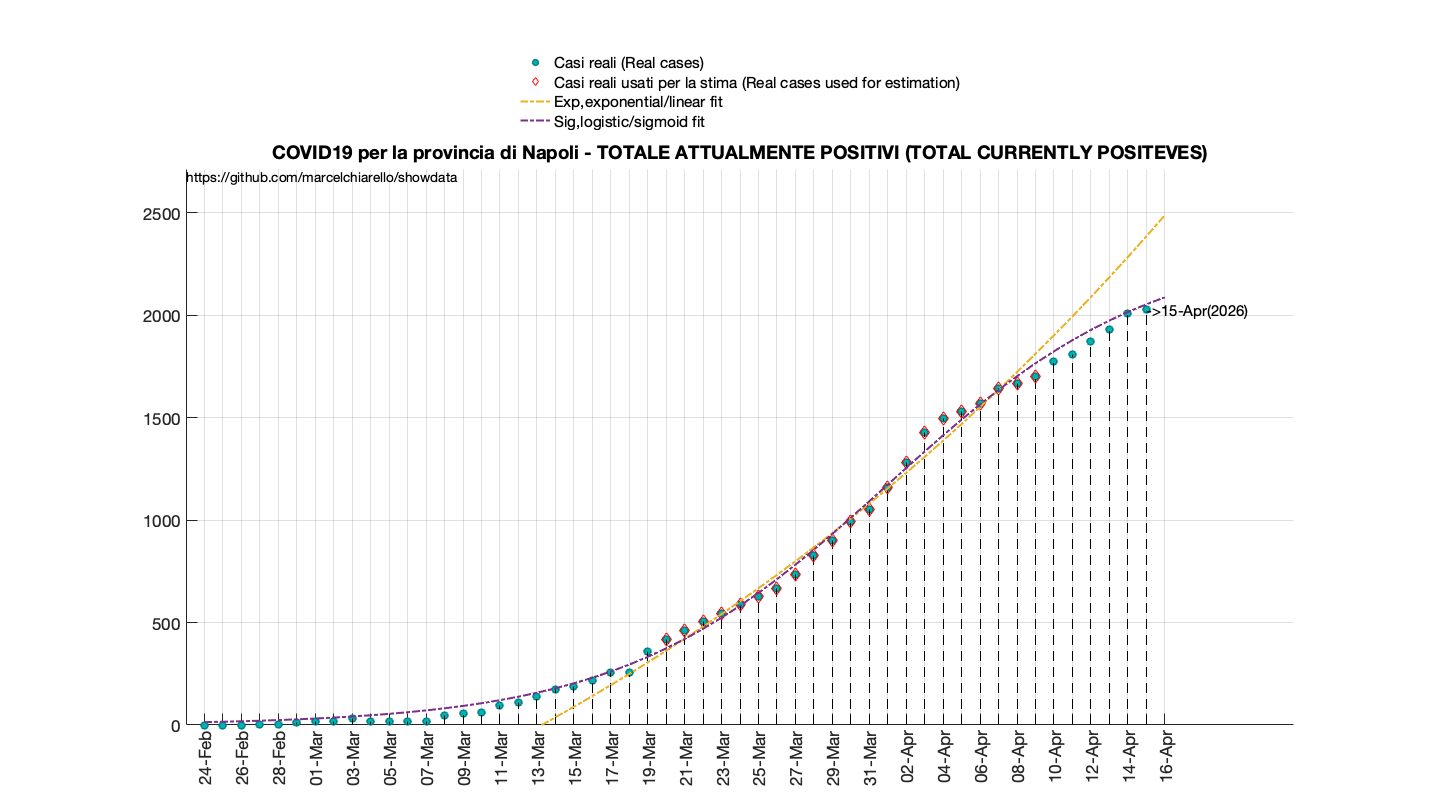 Casi reali (Real cases)
Casi reali usati per la stima (Real cases used for estimation)
Exp,exponential/linear fit
Sig,logistic/sigmoid fit
COVID19 per la provincia di Napoli - TOTALE ATTUALMENTE POSITIVI (TOTAL CURRENTLY POSITEVES)
https://github.com/marcelchiarello/showdata
2500
2000
1500
1000
500
0
>15-Apr(2026)
24-Feb
26-Feb
28-Feb
01-Mar
03-Mar
05-Mar
07-Mar
09-Mar
11-Mar
13-Mar
15-Mar
17-Mar
19-Mar
21-Mar
23-Mar
25-Mar
27-Mar
29-Mar
31-Mar
02-Apr
04-Apr
06-Apr
08-Apr
10-Apr
12-Apr
14-Apr
16-Apr